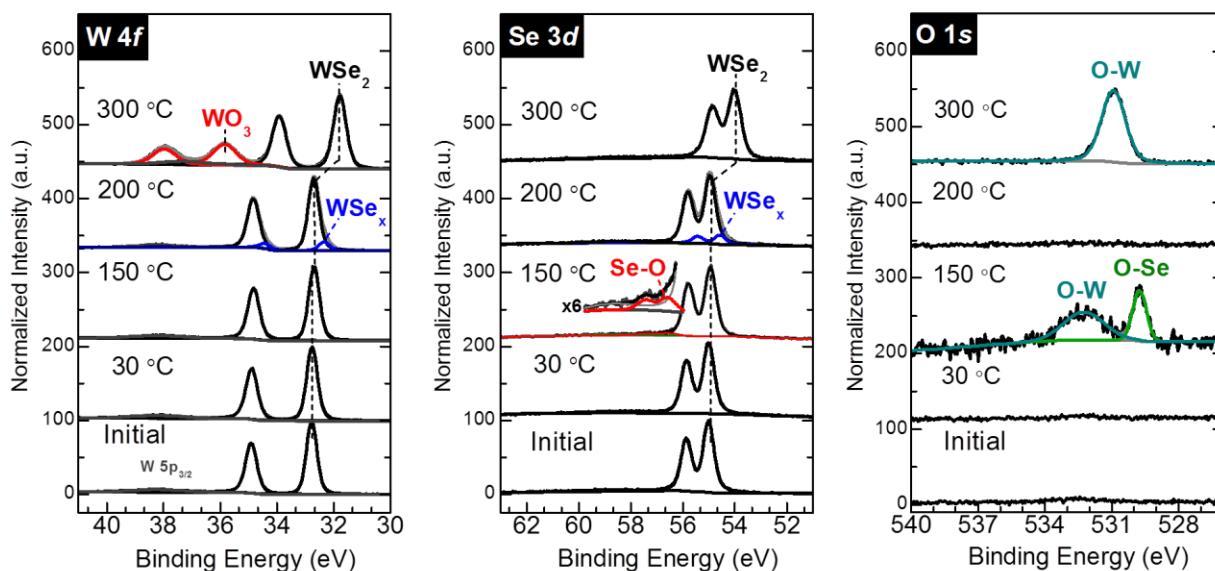 W 4f
600
500
400
300
200
100
0
Normalized Intensity (a.u.)
300 °C
WO3
WSe2
200 °C
WSex
150 °C
30 °C
Initial
W 5p3/2
40 38 36 34 32 30
Binding Energy (eV)
Se 3d
600
500
400
300
200
100
0
Normalized Intensity (a.u.)
300 °C
WSe2
200 °C
WSex
150 °C
Se-O
x6
30 °C
Initial
62 60 58 56 54 52
Binding Energy (eV)
O 1s
600
500
400
300
200
100
0
Normalized Intensity (a.u.)
300 °C
O-W
200 °C
150 °C
O-W
O-Se
30 °C
Initial
540 537 534 531 528
Binding Energy (eV)